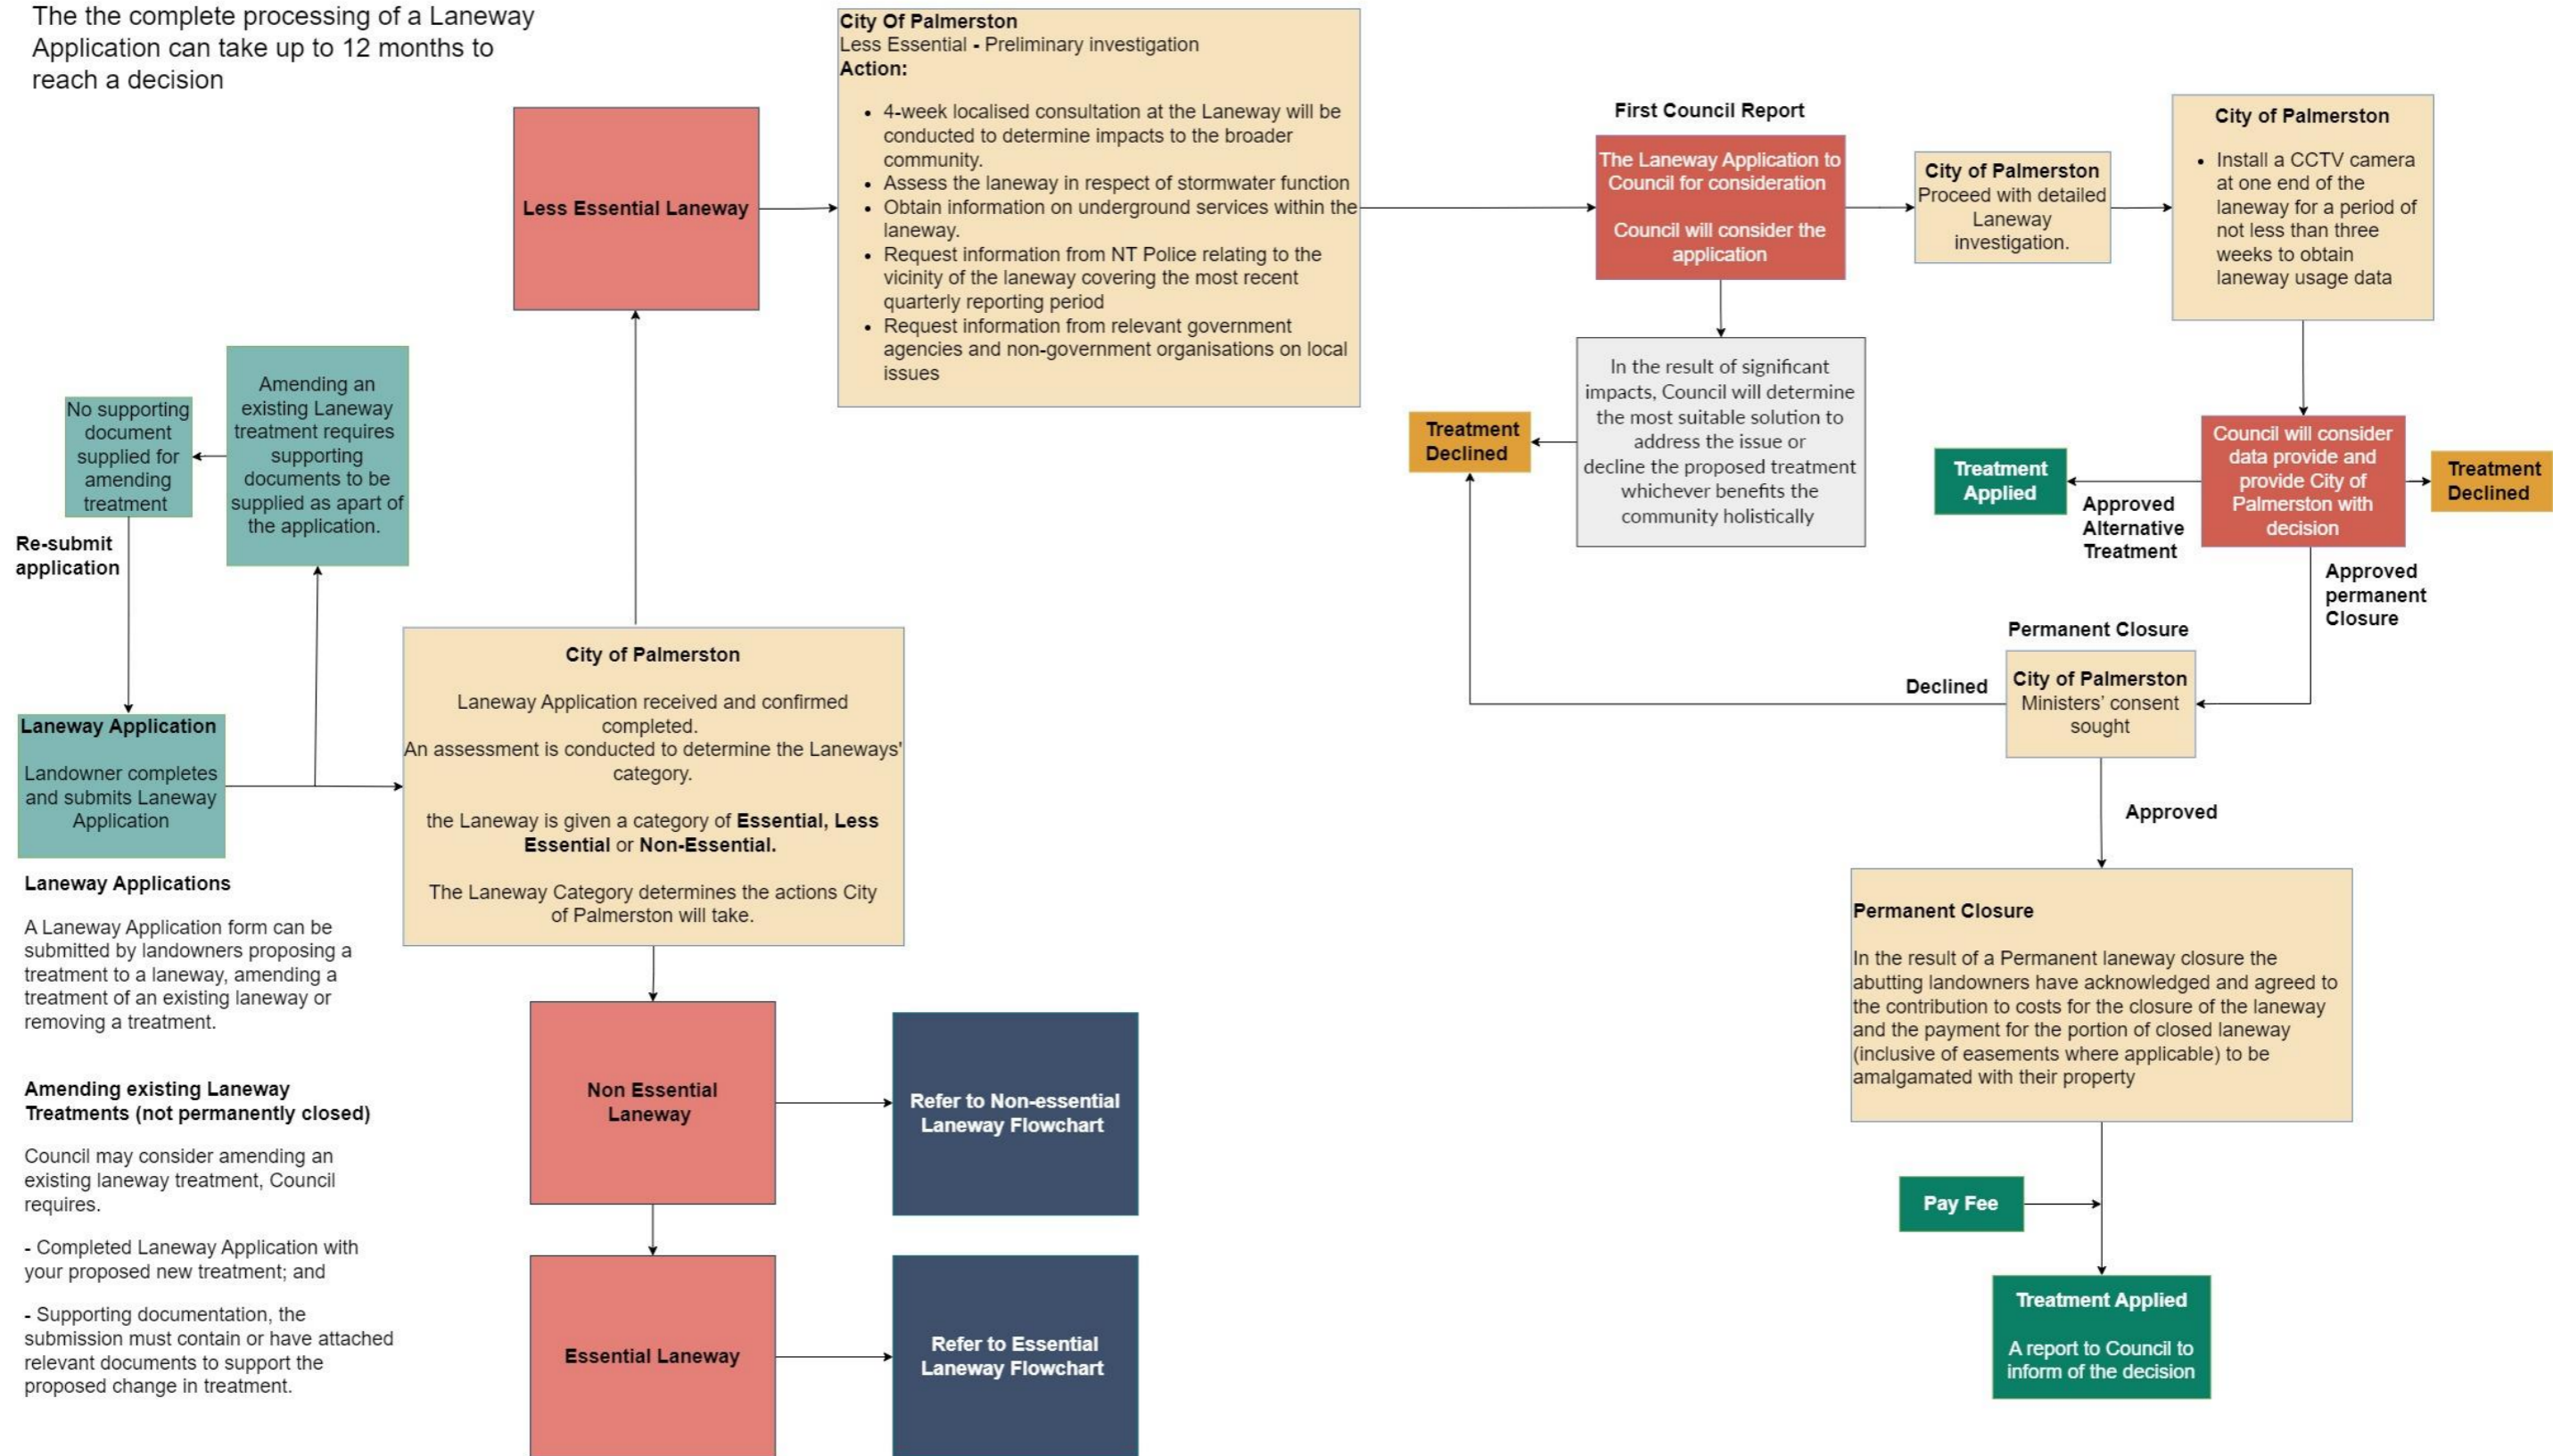 The the complete processing of a Laneway
Application can take up to 12 months to
reach a decision
City Of Palmerston
Less Essential - Preliminary investigation
Action:
• 4-week localised consultation at the Laneway will be
conducted to determine impacts to the broader
community.
• Assess the laneway in respect of stormwater function
• Obtain information on underground services within the
laneway.
• Request information from NT Police relating to the
vicinity of the laneway covering the most recent
quarterly reporting period
• Request information from relevant government
agencies and non-government organisations on local
issues
Less Essential Laneway
First Council Report
The Laneway Application to
Council for consideration
Council will consider the
application
City of Palmerston
Proceed with detailed
Laneway
investigation.
City of Palmerston
• Install a CCTV camera
at one end of the
laneway for a period of
not less than three
weeks to obtain
laneway usage data
In the result of significant
impacts, Council will determine
the most suitable solution to
address the issue or
decline the proposed treatment
whichever benefits the
community holistically
Treatment
Declined
Council will consider
data provide and
provide City of
Palmerston with
decision
Treatment
Applied
Approved
Alternative
Treatment
Treatment
Declined
Approved
permanent
Closure
Permanent Closure
City of Palmerston
Ministers’ consent
sought
Declined
Approved
Permanent Closure
In the result of a Permanent laneway closure the
abutting landowners have acknowledged and agreed to
the contribution to costs for the closure of the laneway
and the payment for the portion of closed laneway
(inclusive of easements where applicable) to be
amalgamated with their property
Pay Fee
Treatment Applied
A report to Council to
inform of the decision
No supporting
document
supplied for
amending
treatment
Amending an
existing Laneway
treatment requires
supporting
documents to be
supplied as apart of
the application.
Re-submit
application
Laneway Application
Landowner completes
and submits Laneway
Application
City of Palmerston
Laneway Application received and confirmed
completed.
An assessment is conducted to determine the Laneways'
category.
the Laneway is given a category of Essential, Less
Essential or Non-Essential.
The Laneway Category determines the actions City
of Palmerston will take.
Laneway Applications
A Laneway Application form can be
submitted by landowners proposing a
treatment to a laneway, amending a
treatment of an existing laneway or
removing a treatment.
Amending existing Laneway
Treatments (not permanently closed)
Council may consider amending an
existing laneway treatment, Council
requires.
- Completed Laneway Application with
your proposed new treatment; and
- Supporting documentation, the
submission must contain or have attached
relevant documents to support the
proposed change in treatment.
Non Essential
Laneway
Refer to Non-essential
Laneway Flowchart
Essential Laneway
Refer to Essential
Laneway Flowchart